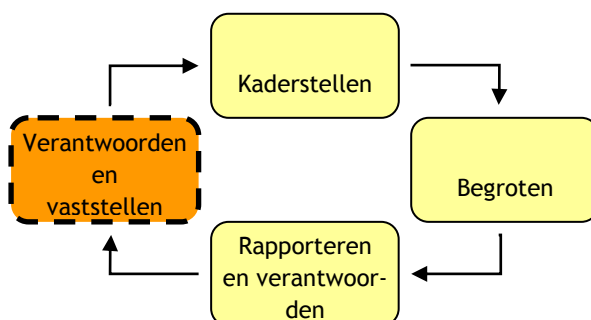 Kaderstellen
Begroten
Rapporteren
en verantwoor-
den
Verantwoorden
en
vaststellen